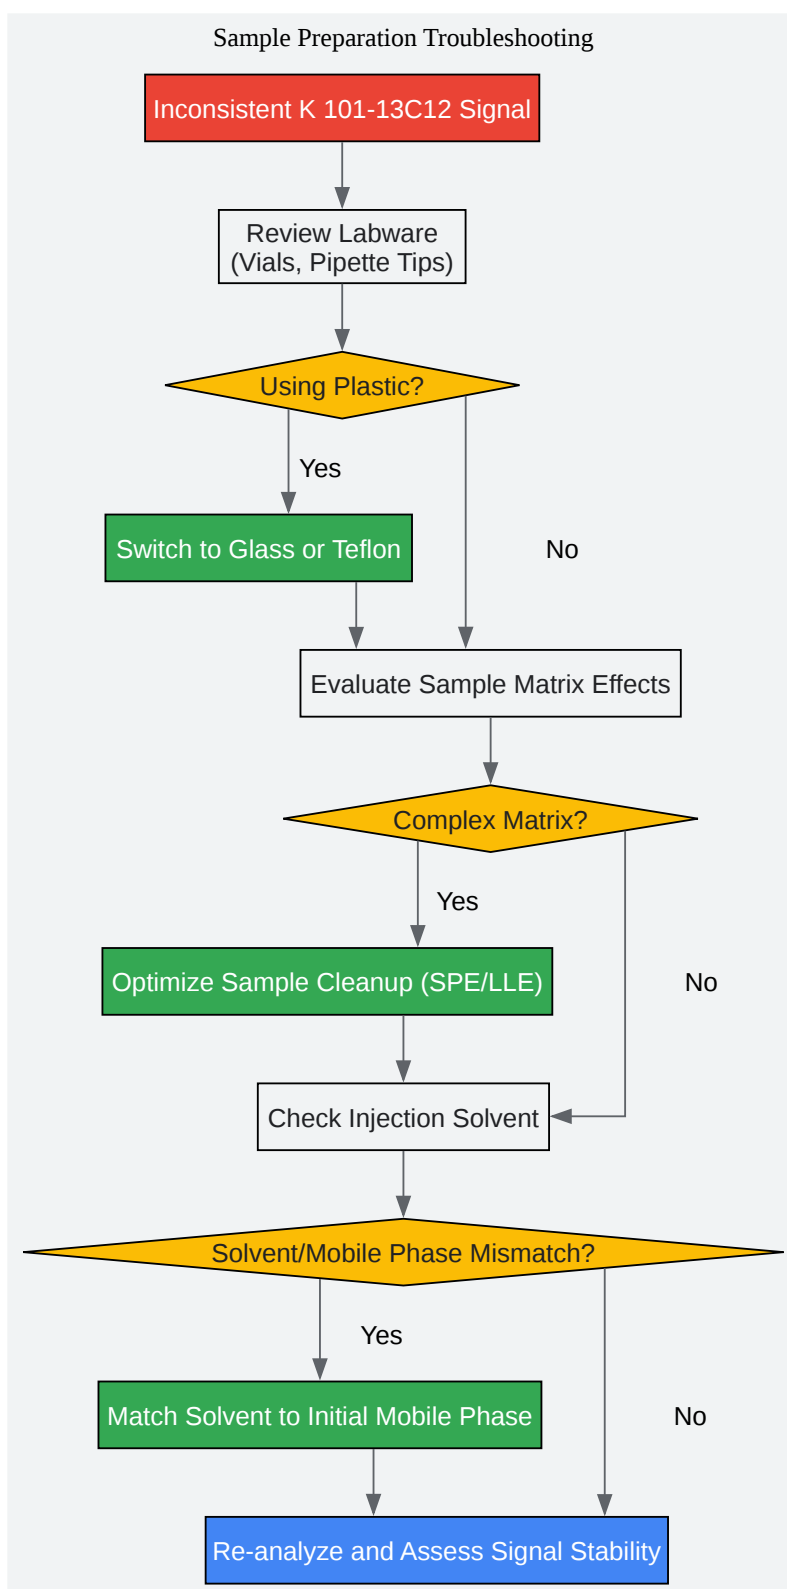 Sample Preparation Troubleshooting
Inconsistent K 101-13C12 Signal
Review Labware
(Vials, Pipette Tips)
Using Plastic?
Yes
Switch to Glass or Teflon
No
Evaluate Sample Matrix Effects
Complex Matrix?
Yes
Optimize Sample Cleanup (SPE/LLE)
No
Check Injection Solvent
Solvent/Mobile Phase Mismatch?
Yes
Match Solvent to Initial Mobile Phase
No
Re-analyze and Assess Signal Stability